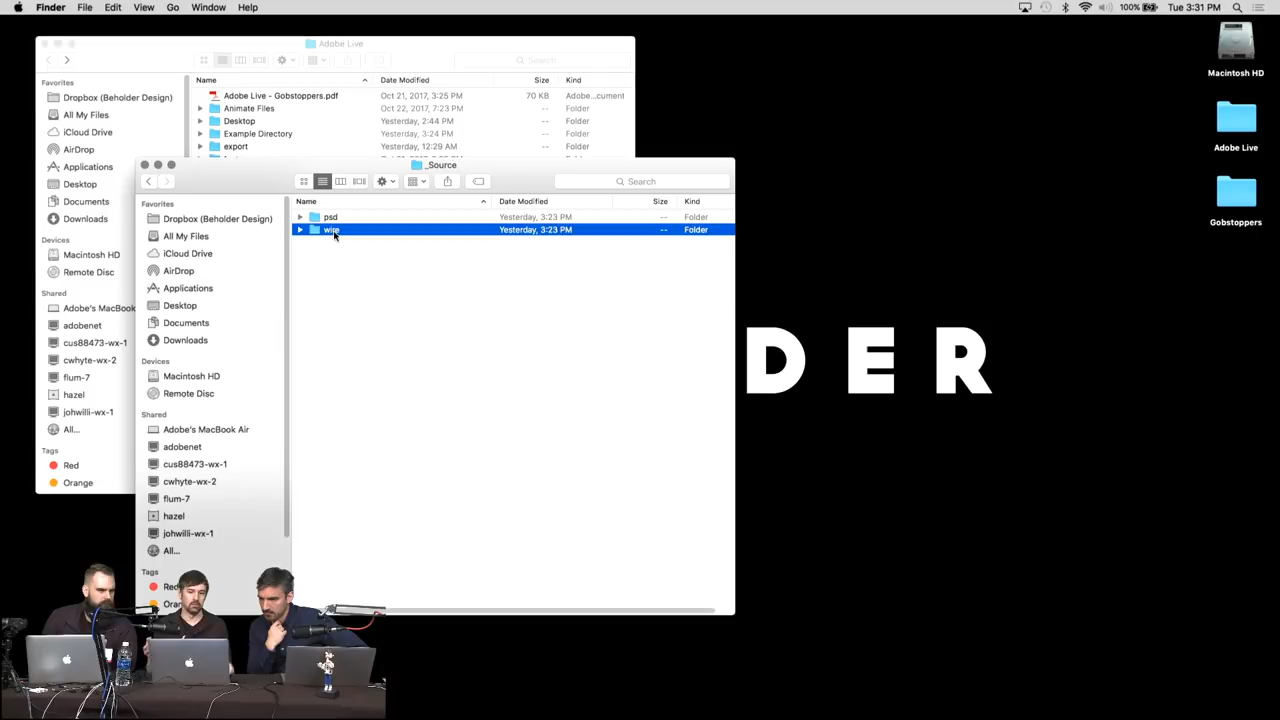 Finder File Edit View Go Window Help 100% Tue 3:31 PM
Adobe Live
Search
Favorites
Dropbox (Beholder Design)
All My Files
iCloud Drive
AirDrop
Applications
Desktop
Documents
Downloads
Devices
Macintosh HD
Remote Disc
Shared
Adobe's MacBook
adobenet
cus88473-wx-1
cwhyte-wx-2
flum-7
hazel
johwilli-wx-1
All...
Tags
Red
Orange
Name Date Modified Size Kind
Adobe Live - Gobstoppers.pdf Oct 21, 2017, 3:25 PM 70 KB Adobe...cument
Animate Files Oct 22, 2017, 7:23 PM -- Folder
Desktop Yesterday, 2:44 PM -- Folder
Example Directory Yesterday, 3:24 PM -- Folder
export Yesterday, 12:29 AM -- Folder
_Source
Search
Favorites
Dropbox (Beholder Design)
All My Files
iCloud Drive
AirDrop
Applications
Desktop
Documents
Downloads
Devices
Macintosh HD
Remote Disc
Shared
Adobe's MacBook Air
adobenet
cus88473-wx-1
cwhyte-wx-2
flum-7
hazel
johwilli-wx-1
All...
Tags
Red
Name Date Modified Size Kind
psd Yesterday, 3:23 PM -- Folder
wire Yesterday, 3:23 PM -- Folder
DER
Macintosh HD
Adobe Live
Gobstoppers